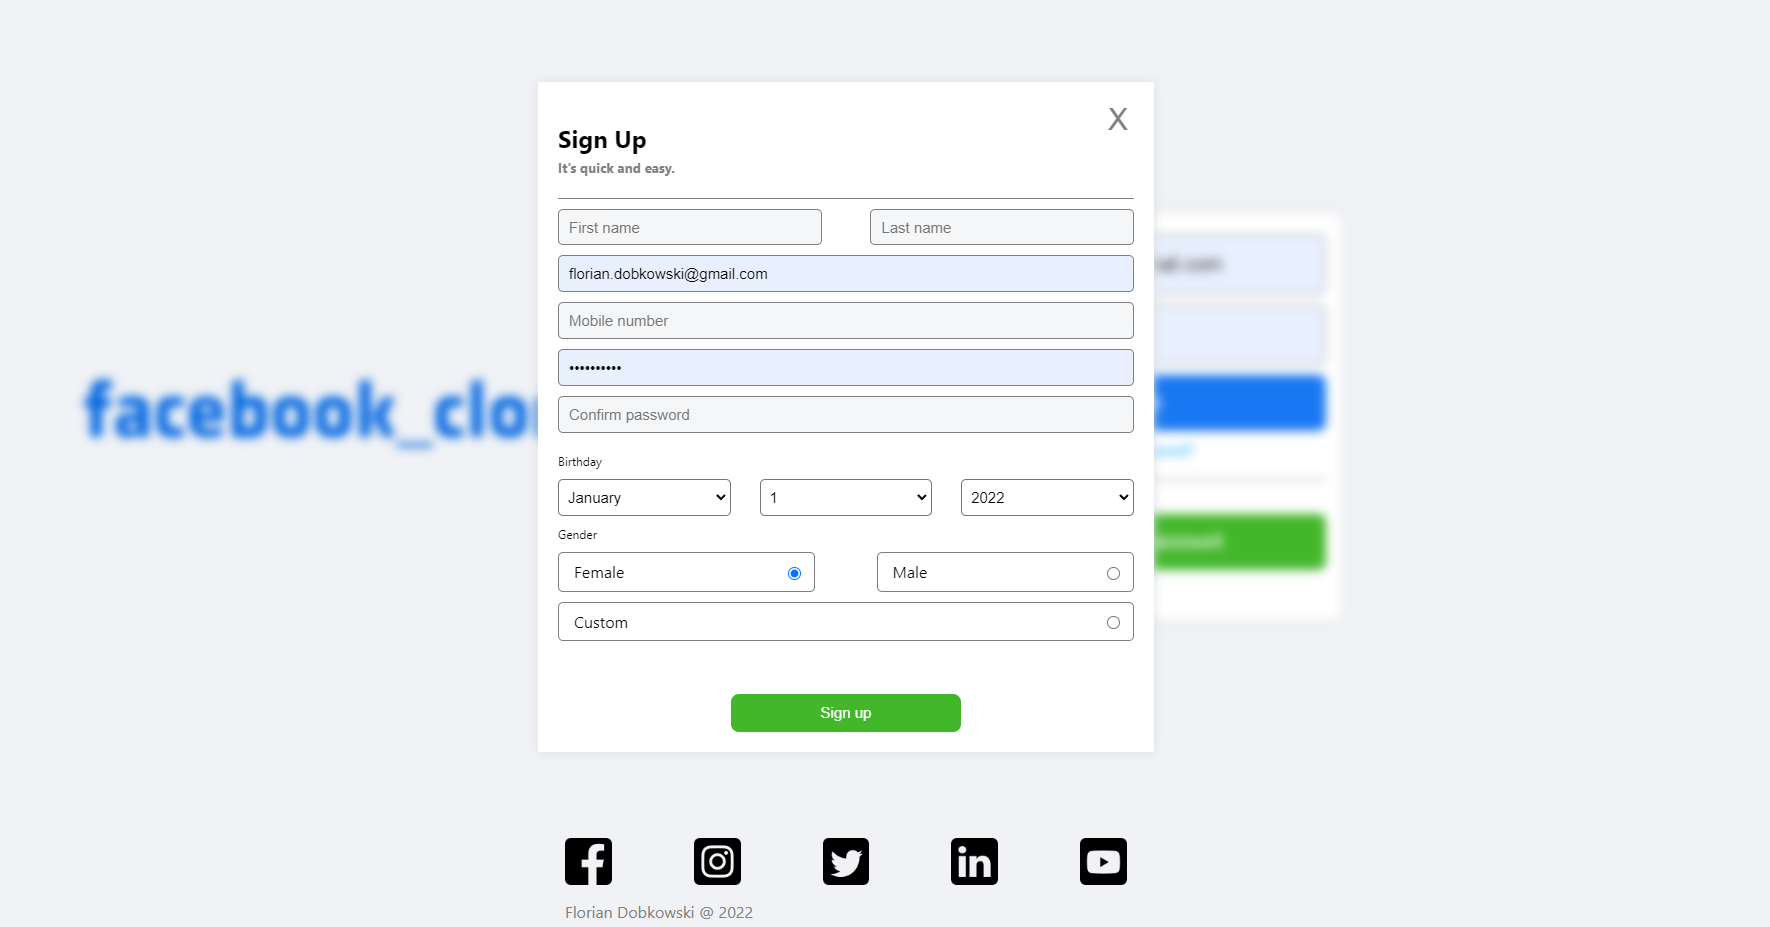 X
Sign Up
It's quick and easy.
First name Last name
florian.dobkowski@gmail.com
Mobile number
••••••••••
Confirm password
facebook_clo
Birthday
January 1 2022
Gender
Female Male
Custom
Sign up
Florian Dobkowski @ 2022